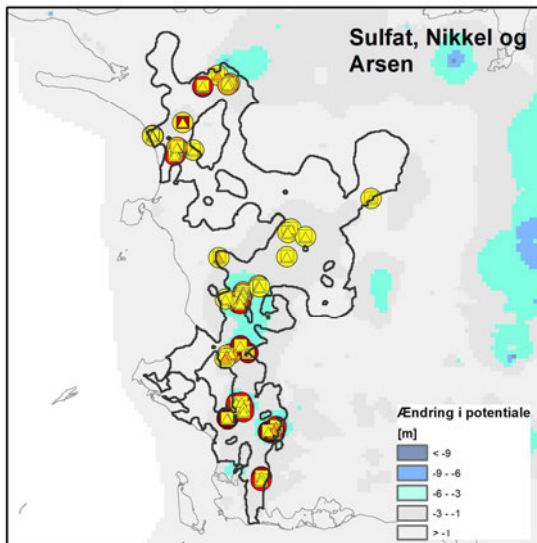 Sulfat, Nikkel og
Arsen
Ændring i potentiale
[m]
< -9
-9 - -6
-6 - -3
-3 - -1
> -1